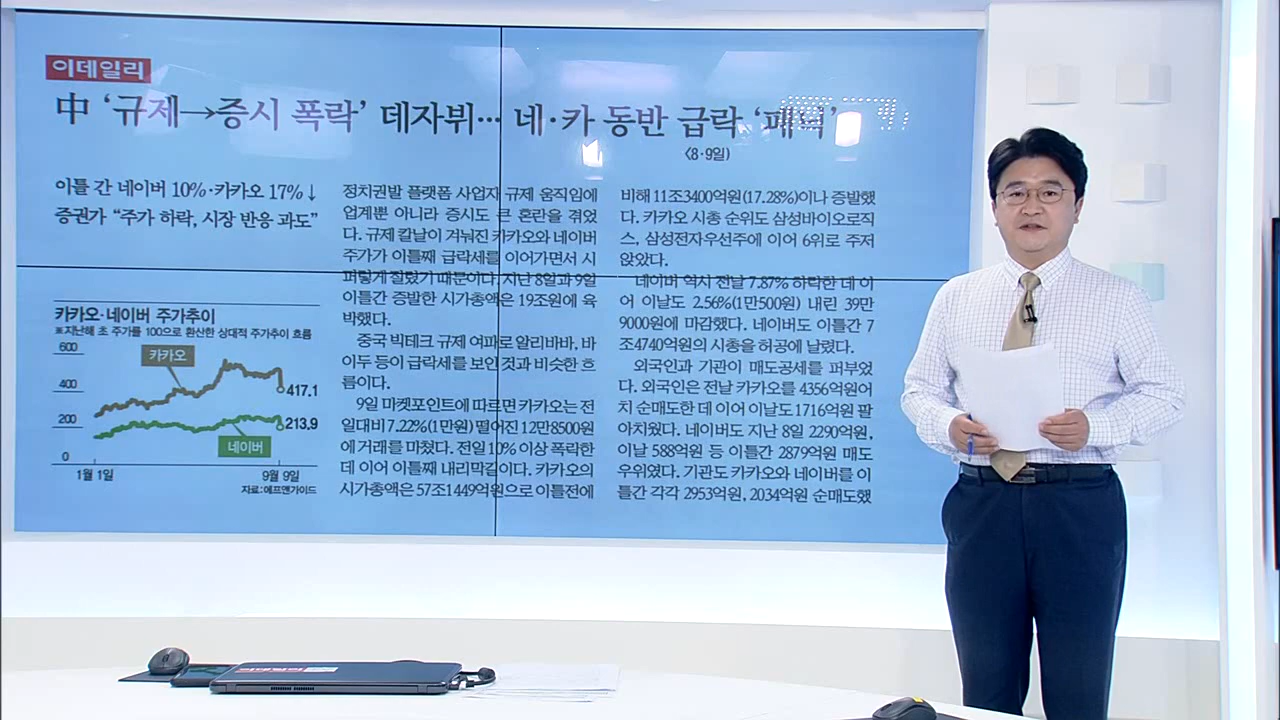 이데일리
中 ‘규제→증시 폭락’ 데자뷔… 네·카 동반 급락 ‘패닉’
〈8·9일〉
이틀 간 네이버 10%·카카오 17%↓
증권가 “주가 하락, 시장 반응 과도”
카카오·네이버 주가추이
※지난해 초 주가를 100으로 환산한 상대적 주가추이 흐름
600
카카오
400
417.1
200
213.9
네이버
0
1월 1일
9월 9일
자료:에프앤가이드
정치권발 플랫폼 사업자 규제 움직임에
업계뿐 아니라 증시도 큰 혼란을 겪었
다. 규제 칼날이 겨눠진 카카오와 네이버
주가가 이틀째 급락세를 이어가면서 시
퍼렇게 질렸기 때문이다. 지난 8일과 9일
이틀간 증발한 시가총액은 19조원에 육
박했다.
중국 빅테크 규제 여파로 알리바바, 바
이두 등이 급락세를 보인 것과 비슷한 흐
름이다.
9일 마켓포인트에 따르면 카카오는 전
일대비 7.22%(1만원) 떨어진 12만8500원
에 거래를 마쳤다. 전일 10% 이상 폭락한
데 이어 이틀째 내리막길이다. 카카오의
시가총액은 57조1449억원으로 이틀전에
비해 11조3400억원(17.28%)이나 증발했
다. 카카오 시총 순위도 삼성바이오로직
스, 삼성전자우선주에 이어 6위로 주저
앉았다.
네이버 역시 전날 7.87% 하락한 데 이
어 이날도 2.56%(1만500원) 내린 39만
9000원에 마감했다. 네이버도 이틀간 7
조4740억원의 시총을 허공에 날렸다.
외국인과 기관이 매도공세를 퍼부었
다. 외국인은 전날 카카오를 4356억원어
치 순매도한 데 이어 이날도 1716억원 팔
아치웠다. 네이버도 지난 8일 2290억원,
이날 588억원 등 이틀간 2879억원 매도
우위였다. 기관도 카카오와 네이버를 이
틀간 각각 2953억원, 2034억원 순매도했